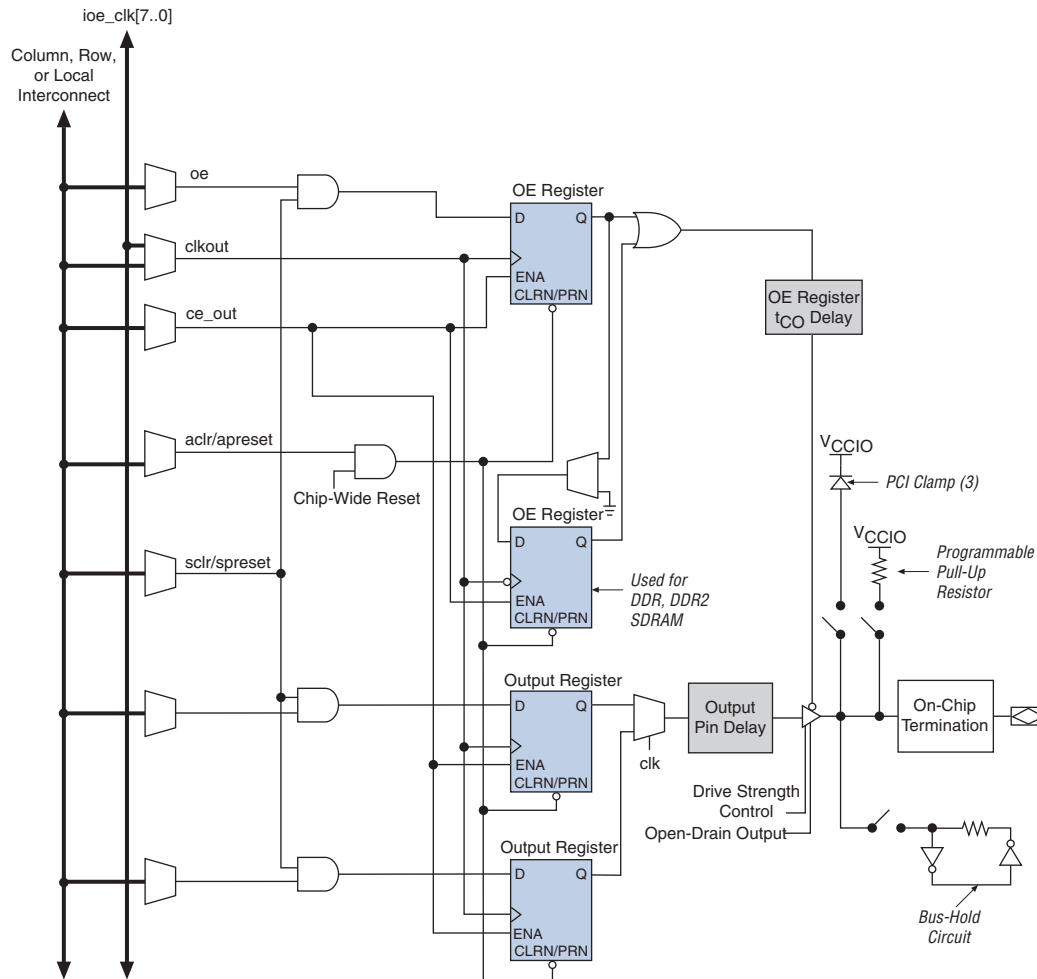 ioe_clk[7..0]
Column, Row,
or Local
Interconnect
oe
OE Register
D
Q
clkout
ENA
CLRN/PRN
OE Register
tCO Delay
ce_out
aclr/apreset
Chip-Wide Reset
VCCIO
PCI Clamp (3)
OE Register
D
Q
VCCIO
Programmable
Pull-Up
Resistor
sclr/spreset
ENA
CLRN/PRN
Used for
DDR, DDR2
SDRAM
Output Register
D
Q
ENA
CLRN/PRN
clk
Output
Pin Delay
On-Chip
Termination
Drive Strength
Control
Open-Drain Output
Output Register
D
Q
ENA
CLRN/PRN
Bus-Hold
Circuit